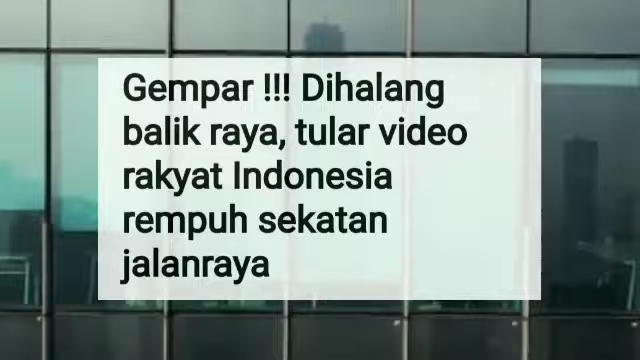 Gempar !!! Dihalang
balik raya, tular video
rakyat Indonesia
rempuh sekatan
jalanraya